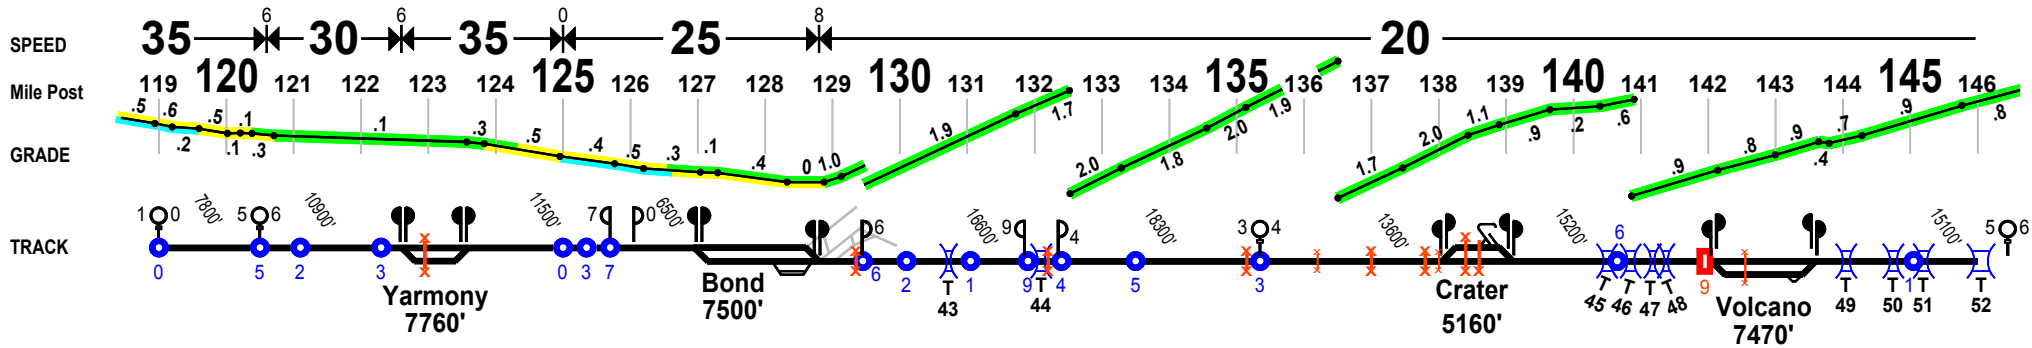 6 6 0 8
SPEED 35 30 35 25 20
Mile Post 119 120 121 122 123 124 125 126 127 128 129 130 131 132 133 134 135 136 137 138 139 140 141 142 143 144 145 146
GRADE
.5 .6 .5 .1 .1 .3 .5 .4 .5 .3 .1 .4 0 1.0 1.9 1.7 2.0 1.8 2.0 1.9 1.7 2.0 1.1 .9 .2 .6 .9 .8 .9 .4 .7 .9 .8
.2 .1 .3
7800' 10900' 11500' 6500' 16600' 18300' 13600' 15200' 15100'
1 0 5 6 7 0 6 9 4 3 4 6 5 6
TRACK
0 5 2 3 0 3 7 6 2 1 9 4 5 3 9 1
Yarmony
7760'
Bond
7500'
T T
43 44
Crater
5160'
T T T T
45 46 47 48
Volcano
7470'
T T T T
49 50 51 52